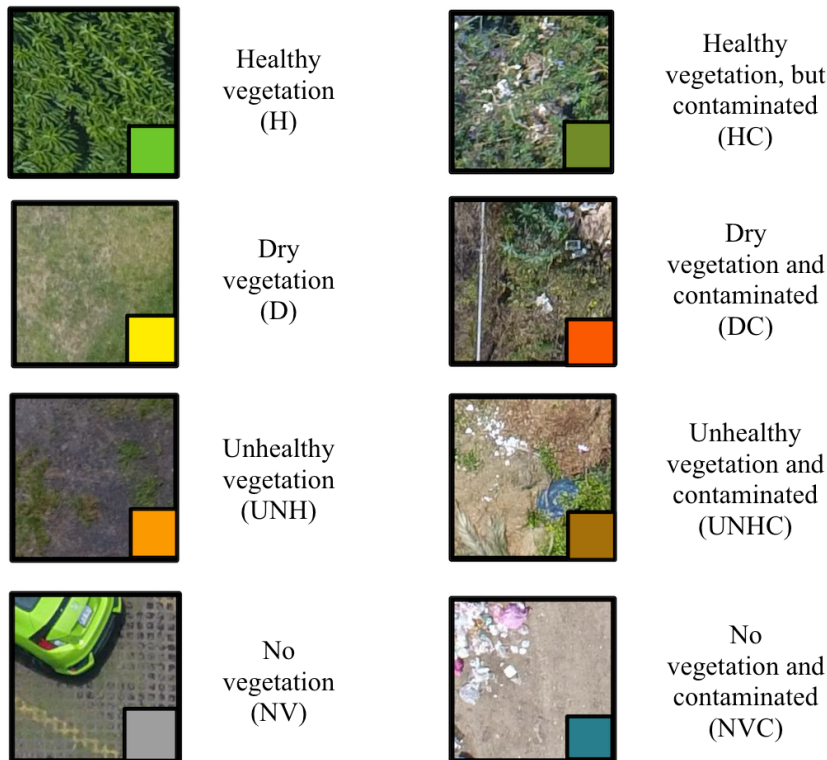 Healthy
vegetation
(H)
Healthy
vegetation, but
contaminated
(HC)
Dry
vegetation
(D)
Dry
vegetation and
contaminated
(DC)
Unhealthy
vegetation
(UNH)
Unhealthy
vegetation and
contaminated
(UNHC)
No
vegetation
(NV)
No
vegetation and
contaminated
(NVC)